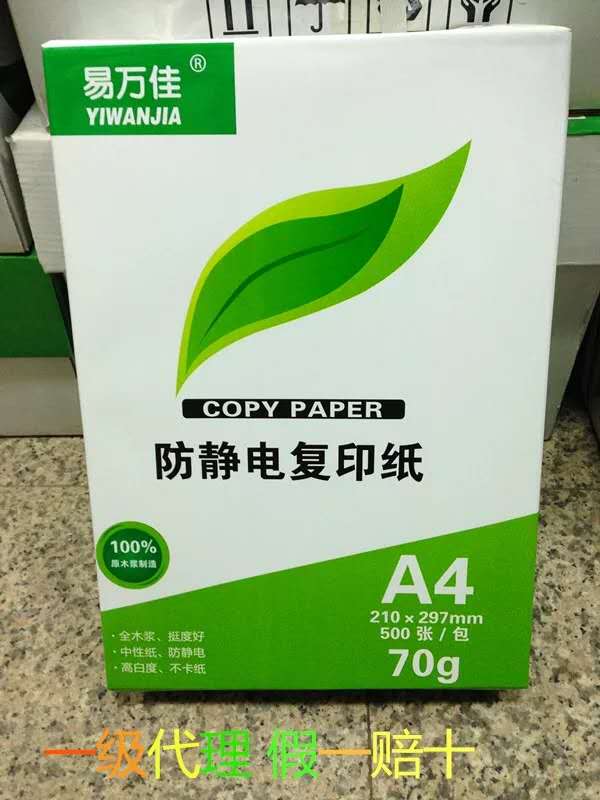 易万佳®
YIWANJIA
COPY PAPER
防静电复印纸
100%
原木浆制造
A4
210×297mm
500 张/包
70g
·全木浆、挺度好
·中性纸、防静电
·高白度、不卡纸
一级代理 假一赔十